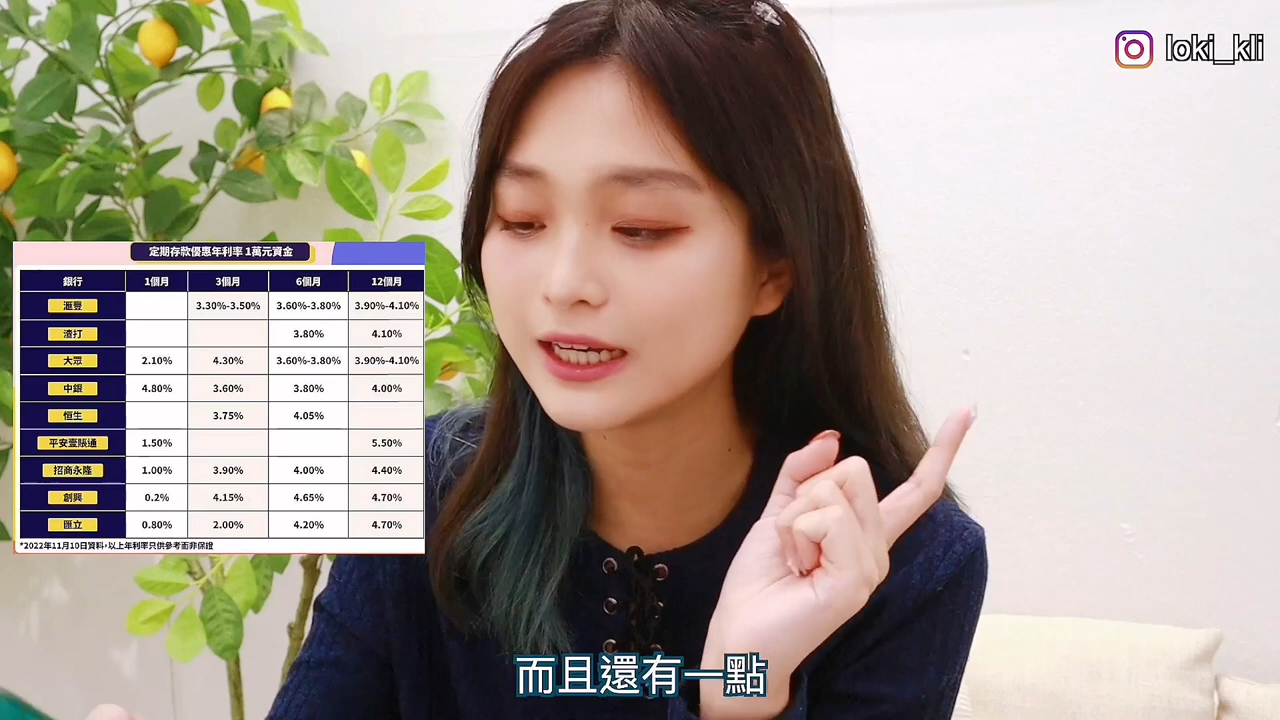 loki_kli
定期存款優惠年利率 1萬元資金
銀行 1個月 3個月 6個月 12個月
滙豐 3.30%-3.50% 3.60%-3.80% 3.90%-4.10%
渣打 3.80% 4.10%
大眾 2.10% 4.30% 3.60%-3.80% 3.90%-4.10%
中銀 4.80% 3.60% 3.80% 4.00%
恒生 3.75% 4.05%
平安壹賬通 1.50% 5.50%
招商永隆 1.00% 3.90% 4.00% 4.40%
創興 0.2% 4.15% 4.65% 4.70%
匯立 0.80% 2.00% 4.20% 4.70%
*2022年11月10日資料，以上年利率只供參考而非保證
而且還有一點